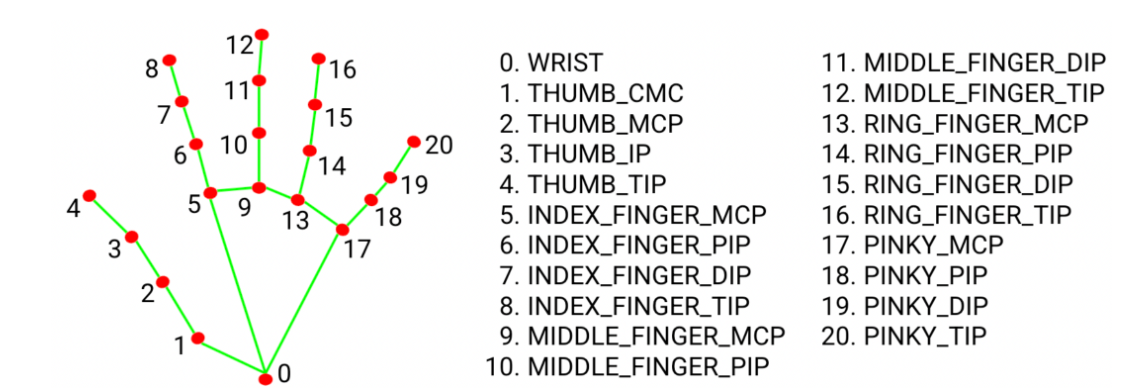 12
8
16
11
7
15
10
6
14
20
19
18
4
5
9
13
17
3
2
1
0
0. WRIST
1. THUMB_CMC
2. THUMB_MCP
3. THUMB_IP
4. THUMB_TIP
5. INDEX_FINGER_MCP
6. INDEX_FINGER_PIP
7. INDEX_FINGER_DIP
8. INDEX_FINGER_TIP
9. MIDDLE_FINGER_MCP
10. MIDDLE_FINGER_PIP
11. MIDDLE_FINGER_DIP
12. MIDDLE_FINGER_TIP
13. RING_FINGER_MCP
14. RING_FINGER_PIP
15. RING_FINGER_DIP
16. RING_FINGER_TIP
17. PINKY_MCP
18. PINKY_PIP
19. PINKY_DIP
20. PINKY_TIP